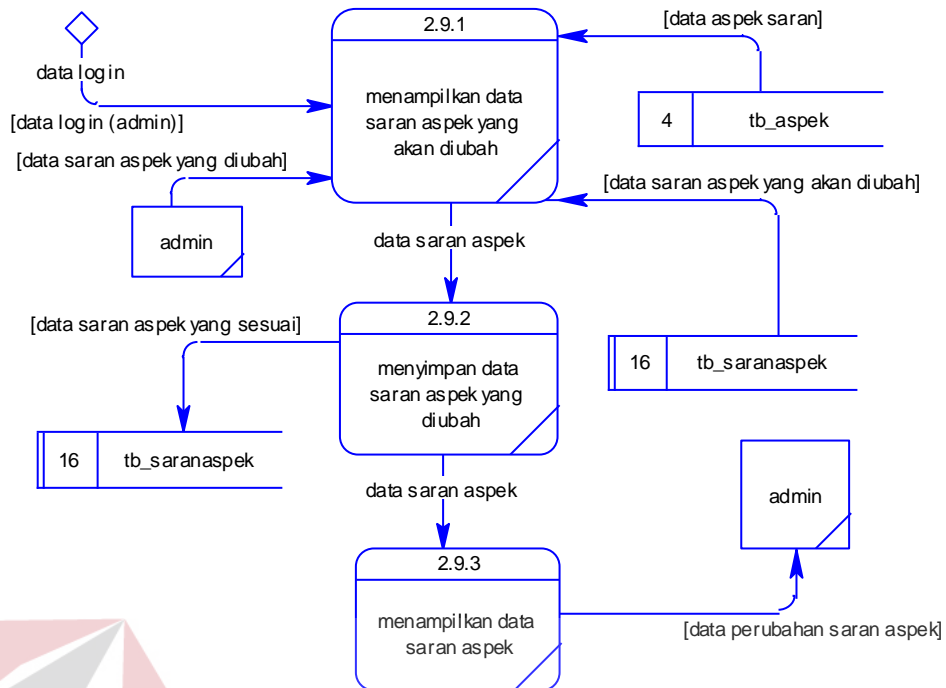 2.9.1
[data aspek saran]
data login
[data login (admin)]
menampilkan data
saran aspek yang
akan diubah
4
tb_aspek
[data saran aspek yang diubah]
[data saran aspek yang akan diubah]
admin
data saran aspek
2.9.2
[data saran aspek yang sesuai]
menyimpan data
saran aspek yang
diubah
16
tb_saranaspek
16
tb_saranaspek
data saran aspek
admin
2.9.3
menampilkan data
saran aspek
[data perubahan saran aspek]